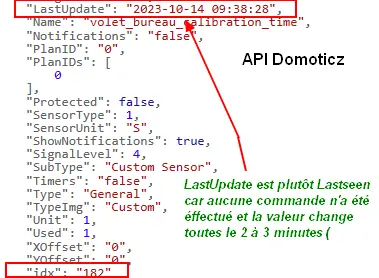 "LastUpdate": "2023-10-14 09:38:28",
"Name": "volet_bureau_calibration_time",
"Notifications": "false",
"PlanID": "0",
"PlanIDs": [
0
],
"Protected": false,
"SensorType": 1,
"SensorUnit": "S",
"ShowNotifications": true,
"SignalLevel": 4,
"SubType": "Custom Sensor",
"Timers": "false",
"Type": "General",
"TypeImg": "Custom",
"Unit": 1,
"Used": 1,
"XOffset": "0",
"YOffset": "0",
"idx": "182"
API Domoticz
LastUpdate est plutôt Lastseen
car aucune commande n'a été
éffectué et la valeur change
toutes le 2 à 3 minutes (